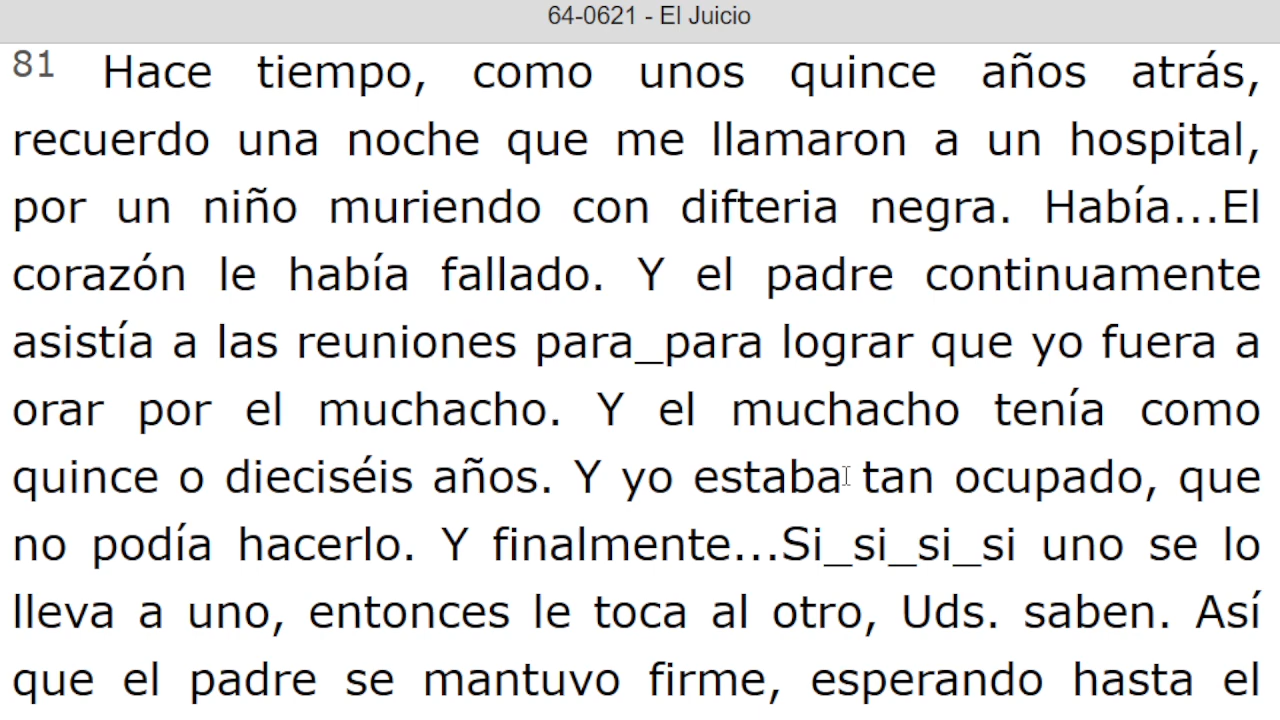 64-0621 - El Juicio
81 Hace tiempo, como unos quince años atrás,
recuerdo una noche que me llamaron a un hospital,
por un niño muriendo con difteria negra. Había...El
corazón le había fallado. Y el padre continuamente
asistía a las reuniones para_para lograr que yo fuera a
orar por el muchacho. Y el muchacho tenía como
quince o dieciséis años. Y yo estaba tan ocupado, que
no podía hacerlo. Y finalmente...Si_si_si_si uno se lo
lleva a uno, entonces le toca al otro, Uds. saben. Así
que el padre se mantuvo firme, esperando hasta el